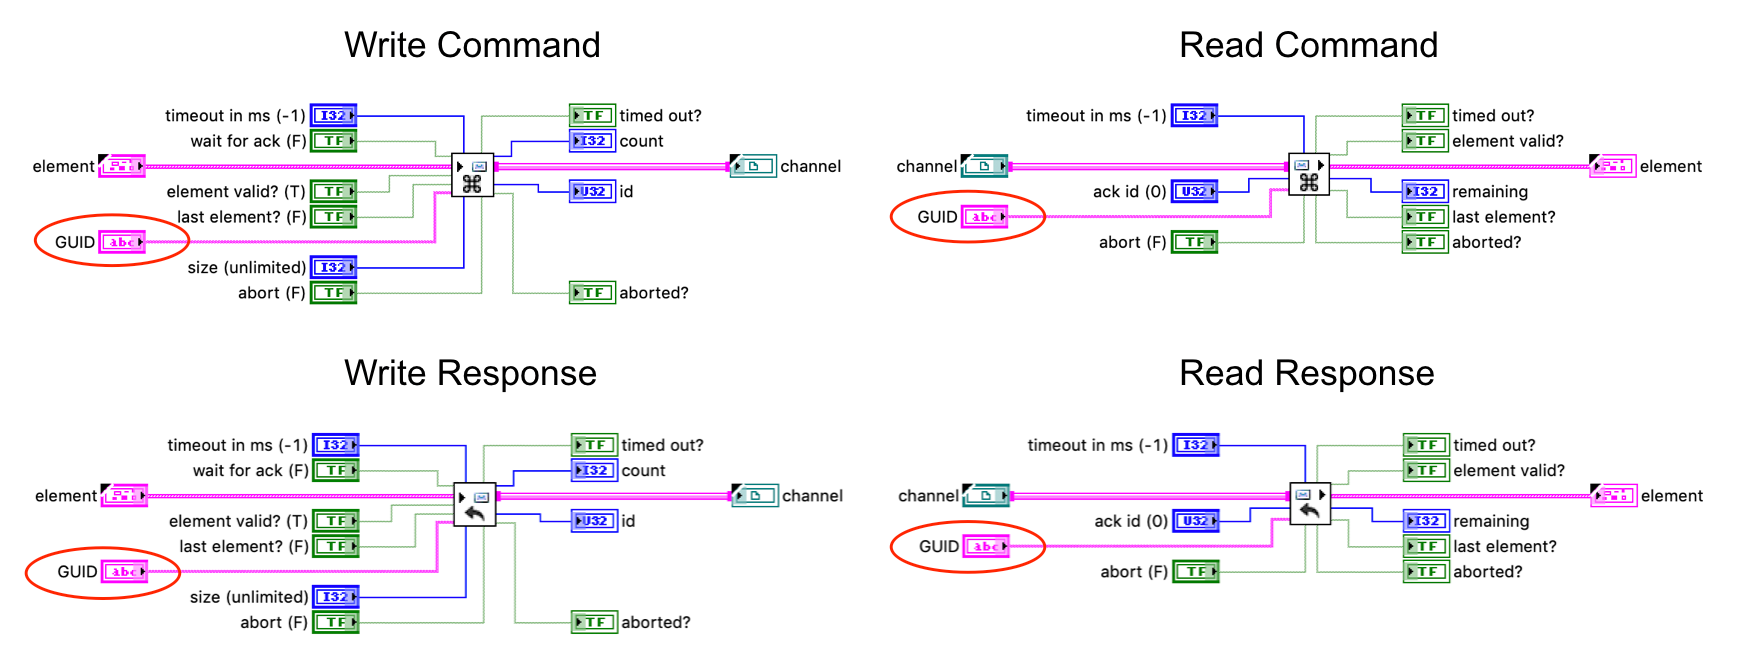 Write Command
timeout in ms (-1) I32 TF timed out?
wait for ack (F) TF I32 count
element channel
element valid? (T) TF U32 id
last element? (F) TF
GUID abc
size (unlimited) I32
abort (F) TF TF aborted?
Read Command
timeout in ms (-1) I32 TF timed out?
TF element valid?
channel element
ack id (0) U32 I32 remaining
GUID abc TF last element?
abort (F) TF TF aborted?
Write Response
timeout in ms (-1) I32 TF timed out?
wait for ack (F) TF I32 count
element channel
element valid? (T) TF U32 id
last element? (F) TF
GUID abc
size (unlimited) I32
abort (F) TF TF aborted?
Read Response
timeout in ms (-1) I32 TF timed out?
TF element valid?
channel element
ack id (0) U32 I32 remaining
GUID abc TF last element?
abort (F) TF TF aborted?